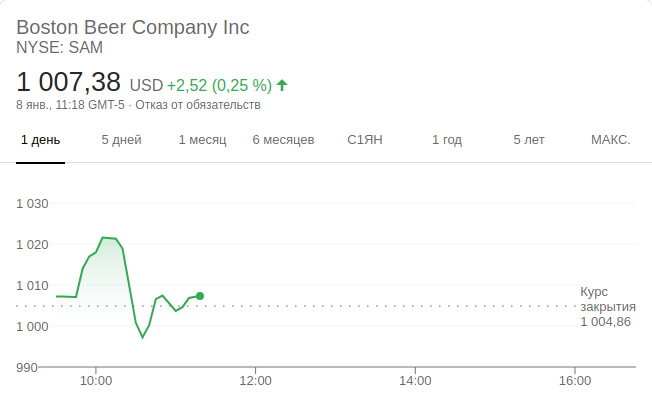 Boston Beer Company Inc
NYSE: SAM
1 007,38 USD +2,52 (0,25 %)
8 янв., 11:18 GMT-5 · Отказ от обязательств
1 день 5 дней 1 месяц 6 месяцев С1ЯН 1 год 5 лет МАКС.
1 030
1 020
1 010
1 000
990
Курс
закрытия
1 004,86
10:00 12:00 14:00 16:00